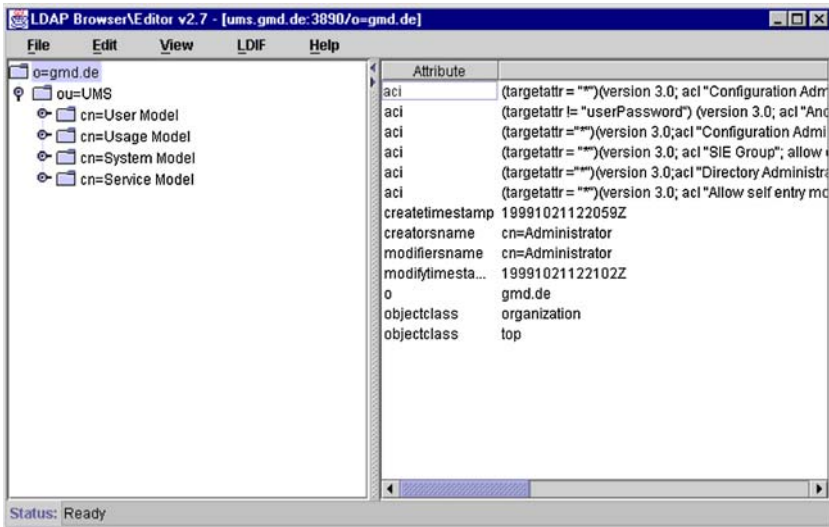 LDAP Browser\Editor v2.7 - [ums.gmd.de:3890/o=gmd.de]
File Edit View LDIF Help
o=gmd.de
ou=UMS
cn=User Model
cn=Usage Model
cn=System Model
cn=Service Model
Attribute
aci (targetattr = "*")(version 3.0; acl "Configuration Adm
aci (targetattr != "userPassword") (version 3.0; acl "Ano
aci (targetattr ="*")(version 3.0;acl "Configuration Admi
aci (targetattr = "*")(version 3.0; acl "SIE Group"; allow
aci (targetattr ="*")(version 3.0;acl "Directory Administra
aci (targetattr = "*")(version 3.0; acl "Allow self entry mo
createtimestamp 19991021122059Z
creatorsname cn=Administrator
modifiersname cn=Administrator
modifytimesta... 19991021122102Z
o gmd.de
objectclass organization
objectclass top
Status: Ready